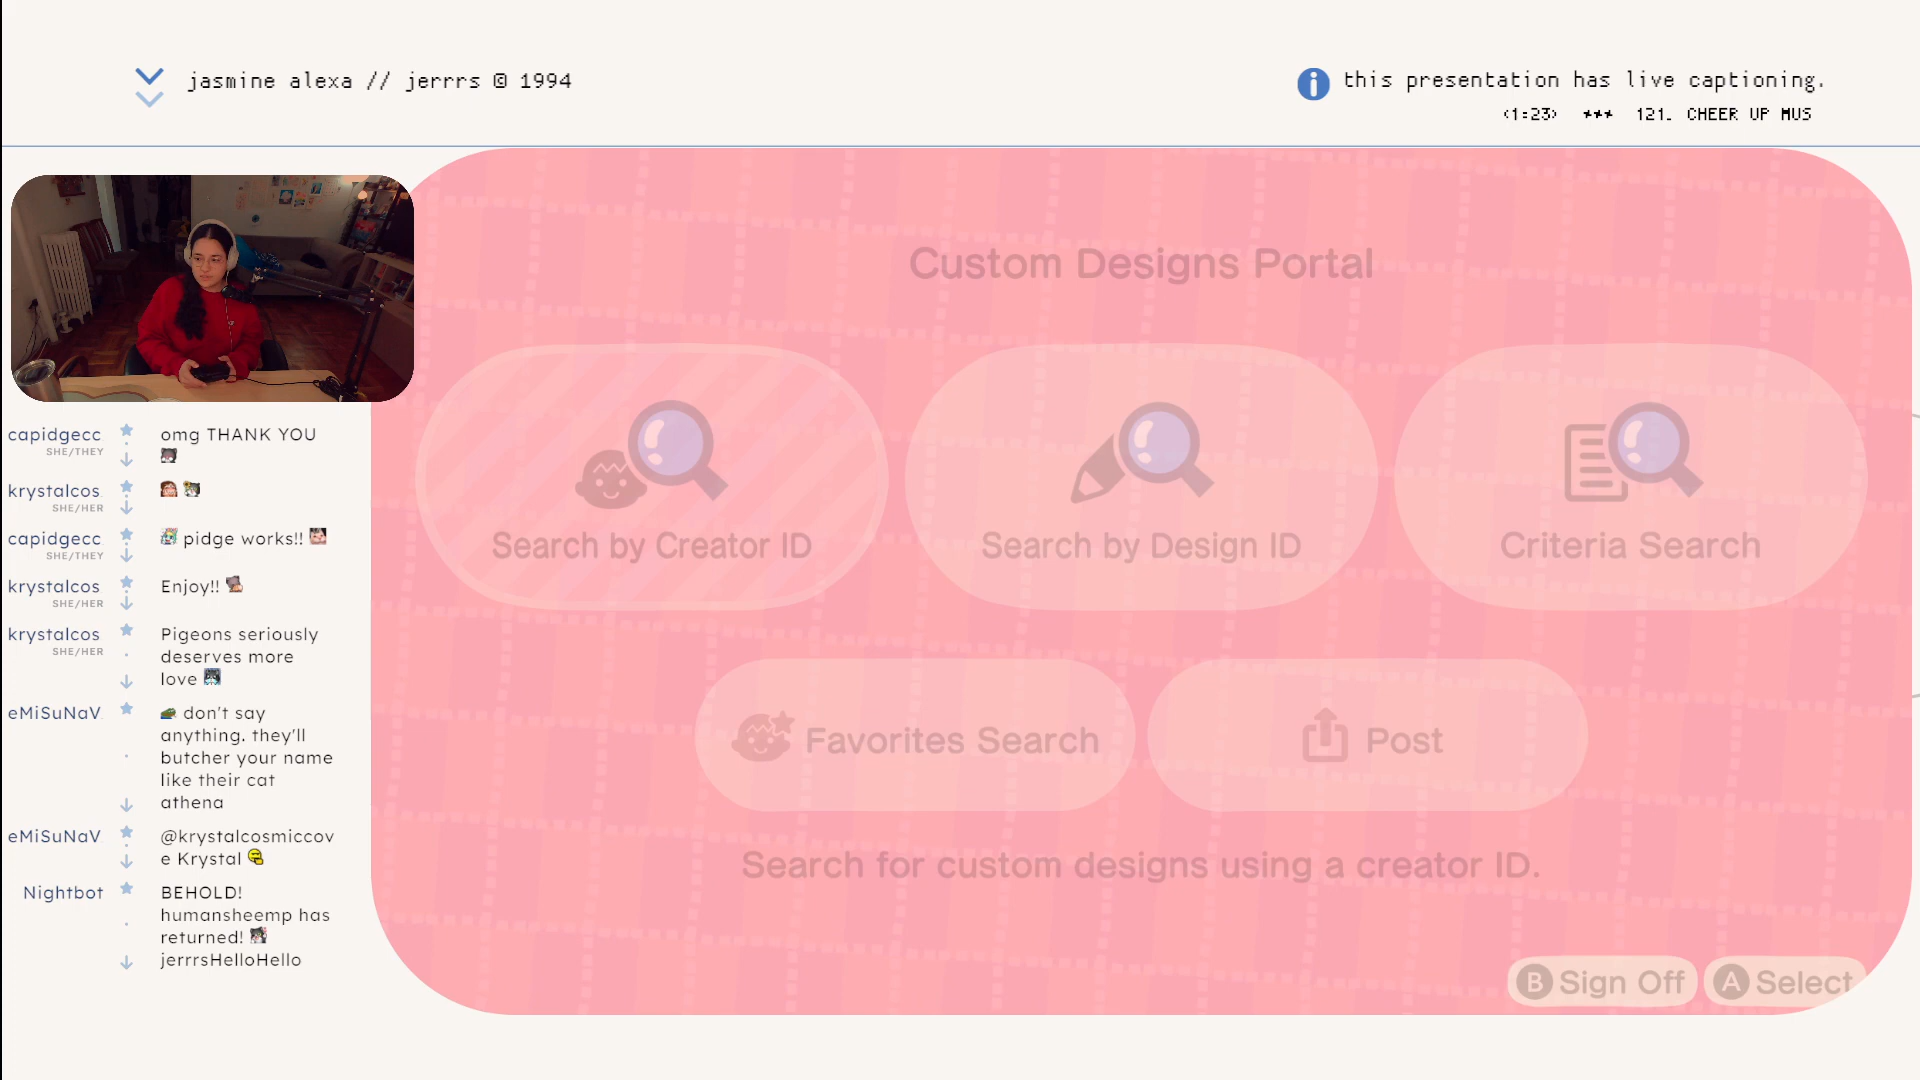 jasmine alexa // jerrrs © 1994
this presentation has live captioning.
<1:23> *** 121. CHEER UP MUS
capidgecc
SHE/THEY
omg THANK YOU
krystalcos
SHE/HER
capidgecc
SHE/THEY
pidge works!!
krystalcos
SHE/HER
Enjoy!!
krystalcos
SHE/HER
Pigeons seriously
deserves more
love
eMiSuNaV
don't say
anything. they'll
butcher your name
like their cat
athena
eMiSuNaV
@krystalcosmiccov
e Krystal
Nightbot
BEHOLD!
humansheemp has
returned!
jerrrsHelloHello
Custom Designs Portal
Search by Creator ID
Search by Design ID
Criteria Search
Favorites Search
Post
Search for custom designs using a creator ID.
B Sign Off
A Select